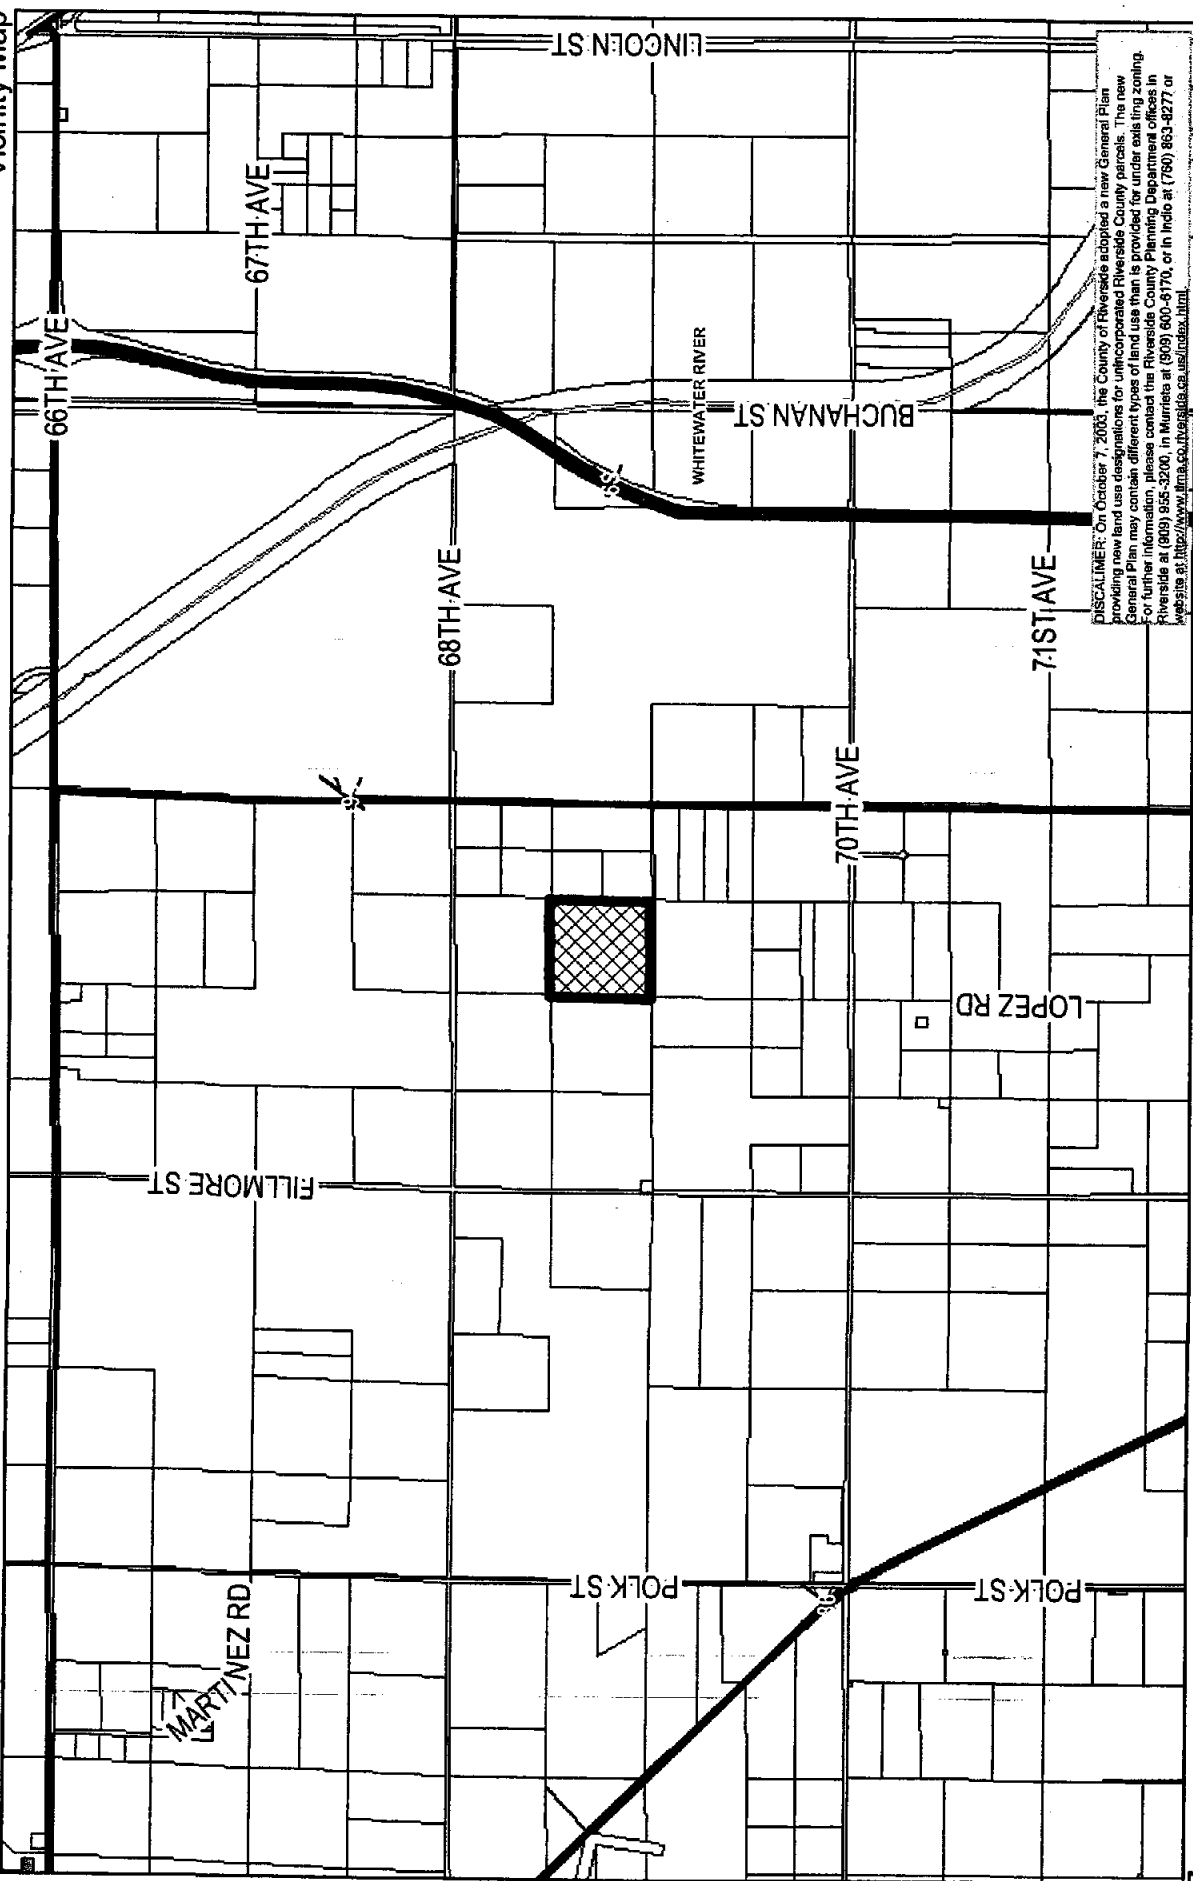 Vicinity Map
LINCOLN ST
67TH AVE
66TH AVE
WHITEWATER RIVER
BUCHANAN ST
68TH AVE
71ST AVE
70TH AVE
LOPEZ RD
FILLMORE ST
POLK ST
POLK ST
MARTINEZ RD
DISCALIMER: On October 7, 2003, the County of Riverside adopted a new General Plan
providing new land use designations for unincorporated Riverside County parcels. The new
General Plan may contain different types of land use than is provided for under existing zoning.
For further information, please contact the Riverside County Planning Department offices in
Riverside at (909) 955-3200, in Murrieta at (909) 600-6170, or in Indio at (760) 863-8277 or
website at http://www.tlma.co.riverside.ca.us/index.html